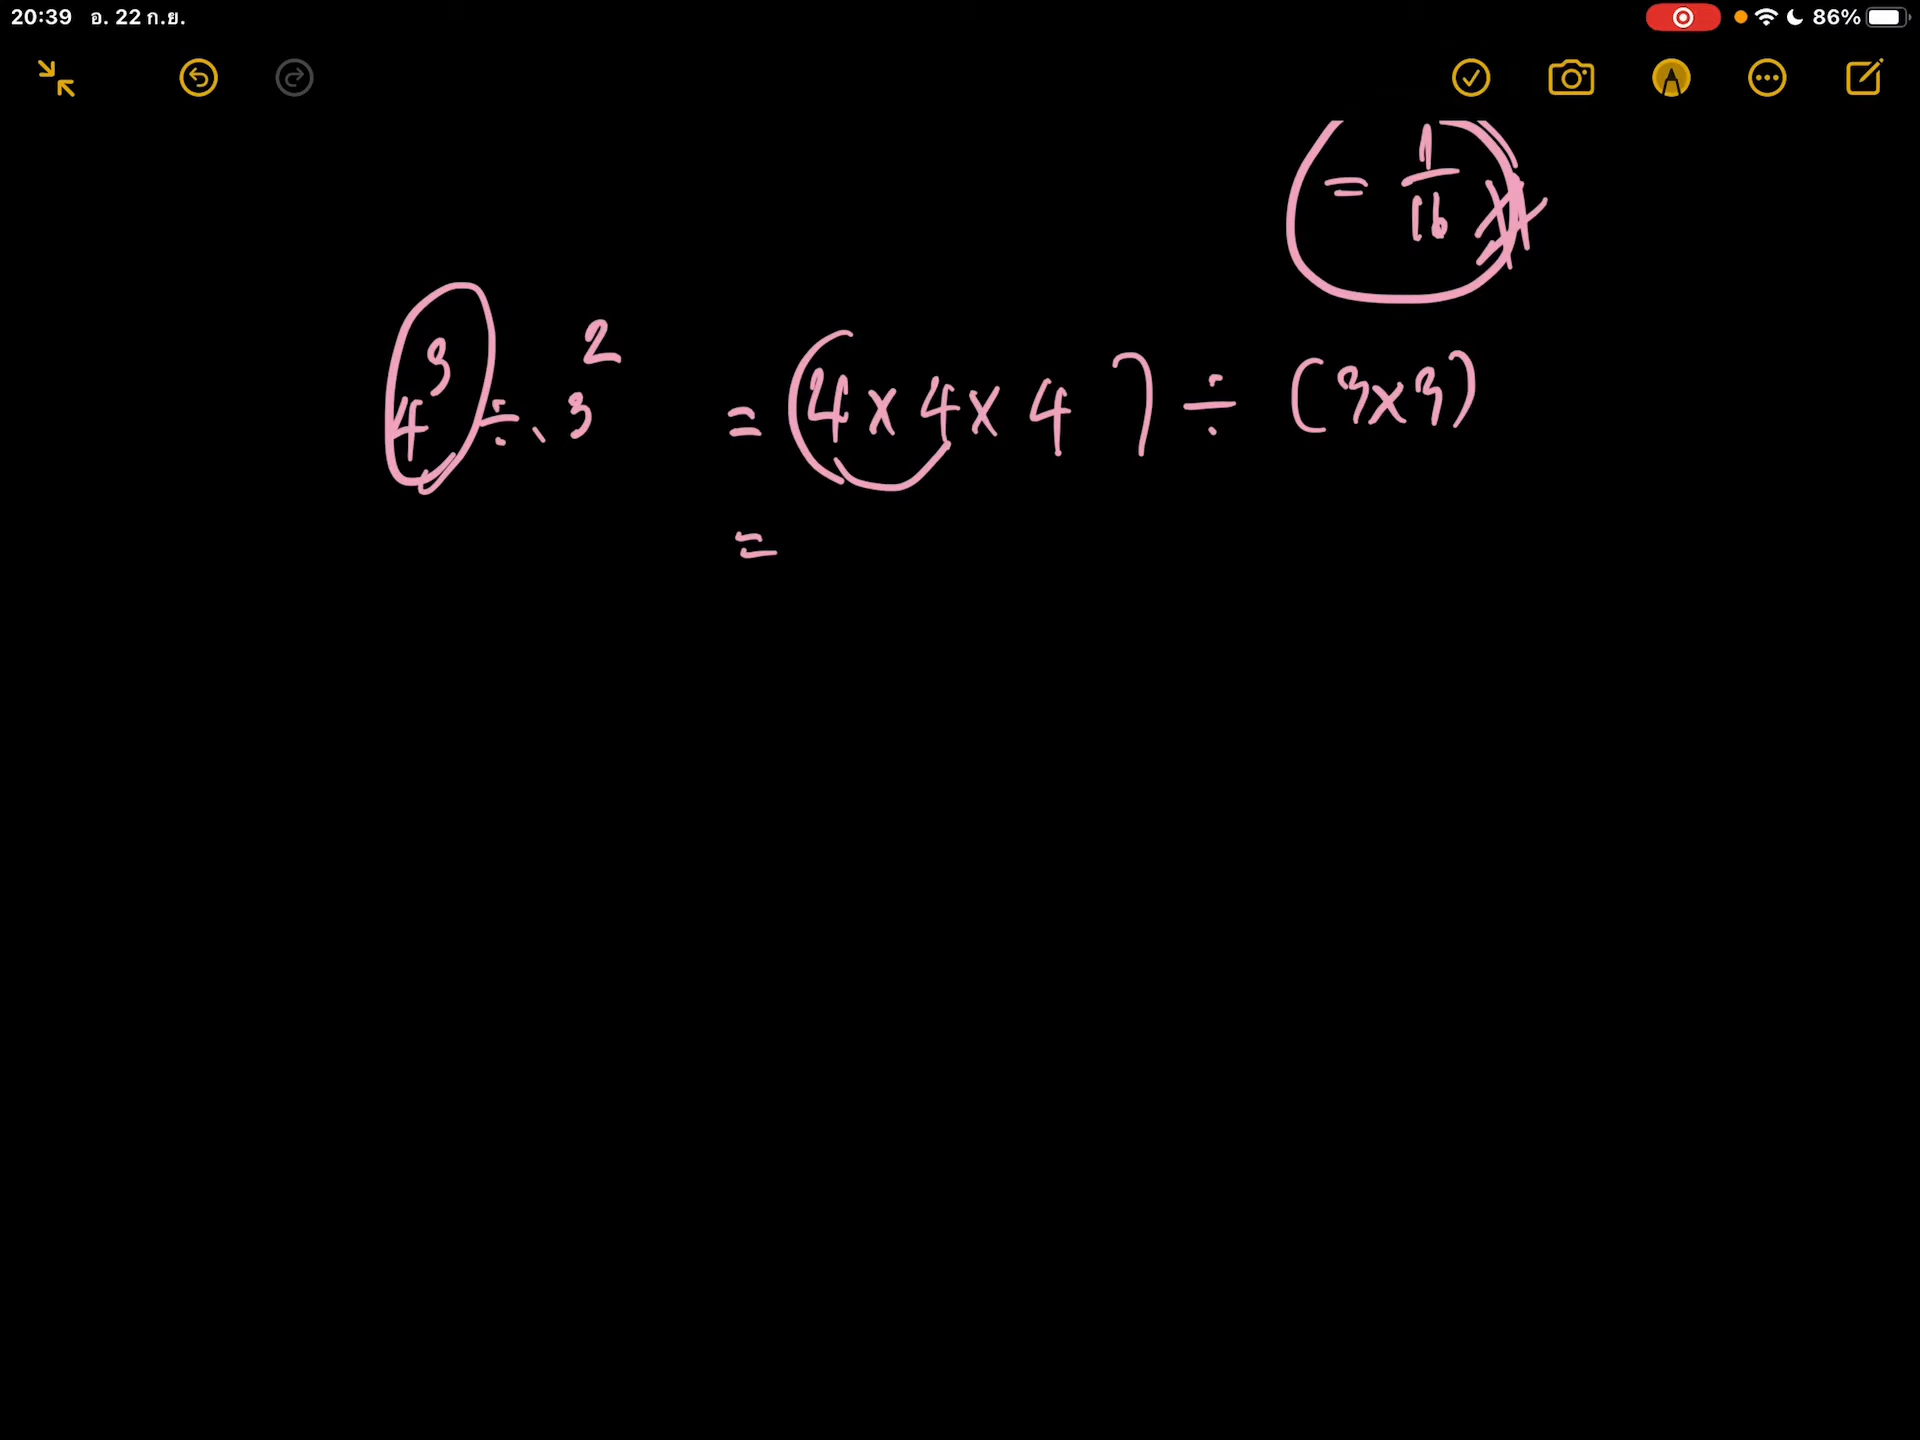 20:39 อ. 22 ก.ย. 86%
= 1/16
4³ ÷ 3² = (4 x 4 x 4) ÷ (3x3)
=